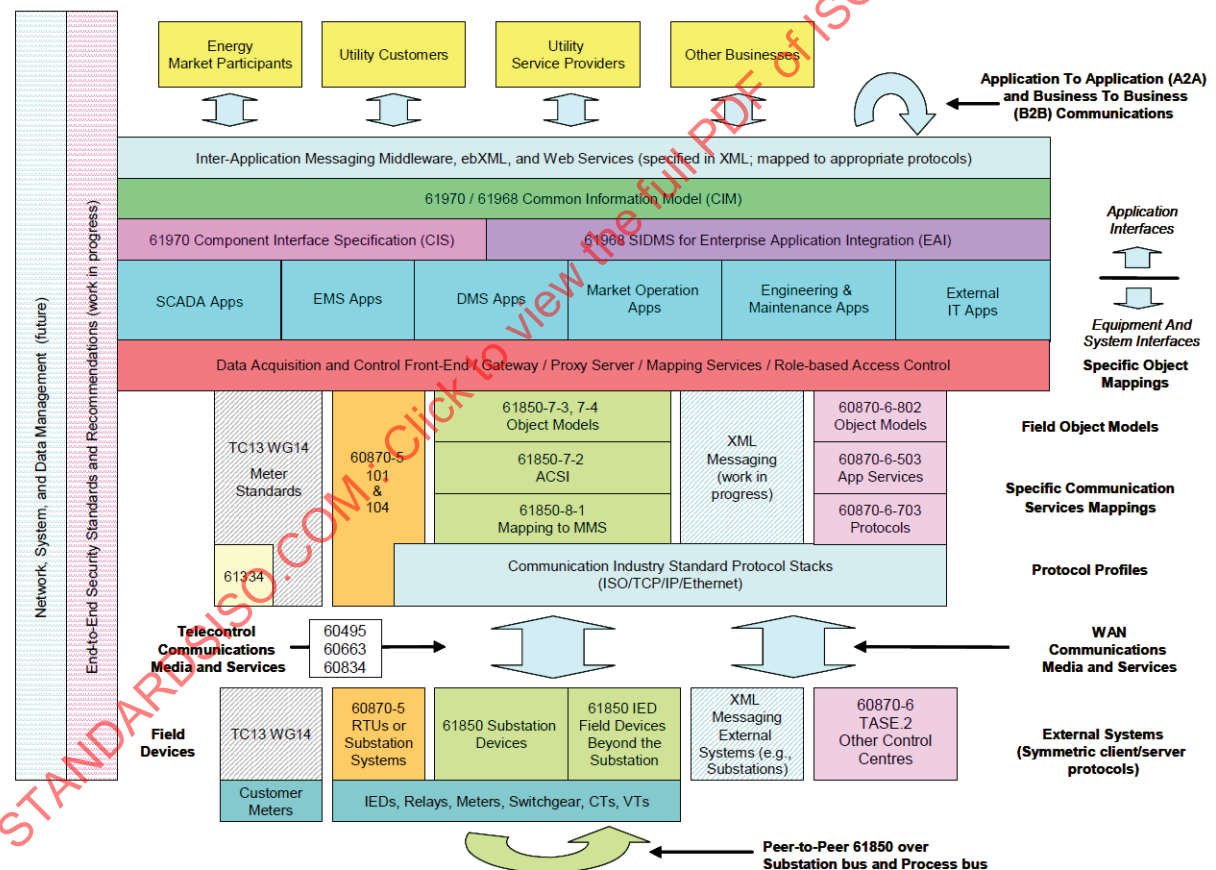 Energy
Market Participants
Utility Customers
Utility
Service Providers
Other Businesses
Application To Application (A2A)
and Business To Business
(B2B) Communications
Inter-Application Messaging Middleware, ebXML, and Web Services (specified in XML; mapped to appropriate protocols)
61970 / 61968 Common Information Model (CIM)
61970 Component Interface Specification (CIS)
61968 SIDMS for Enterprise Application Integration (EAI)
Application
Interfaces
SCADA Apps
EMS Apps
DMS Apps
Market Operation
Apps
Engineering &
Maintenance Apps
External
IT Apps
Equipment And
System Interfaces
Data Acquisition and Control Front-End / Gateway / Proxy Server / Mapping Services / Role-based Access Control
Specific Object
Mappings
TC13 WG14
Meter
Standards
61334
60870-5
101
&
104
61850-7-3, 7-4
Object Models
61850-7-2
ACSI
61850-8-1
Mapping to MMS
XML
Messaging
(work in
progress)
60870-6-802
Object Models
60870-6-503
App Services
60870-6-703
Protocols
Field Object Models
Specific Communication
Services Mappings
Communication Industry Standard Protocol Stacks
(ISO/TCP/IP/Ethernet)
Protocol Profiles
Telecontrol
Communications
Media and Services
60495
60663
60834
WAN
Communications
Media and Services
Field
Devices
TC13 WG14
60870-5
RTUs or
Substation
Systems
61850 Substation
Devices
61850 IED
Field Devices
Beyond the
Substation
XML
Messaging
External
Systems (e.g.,
Substations)
60870-6
TASE.2
Other Control
Centres
External Systems
(Symmetric client/server
protocols)
Customer
Meters
IEDs, Relays, Meters, Switchgear, CTs, VTs
Peer-to-Peer 61850 over
Substation bus and Process bus
Network, System, and Data Management (future)
End-to-End Security Standards and Recommendations (work in progress)
STANDARDSISO.COM : Click to view the full PDF of ISO